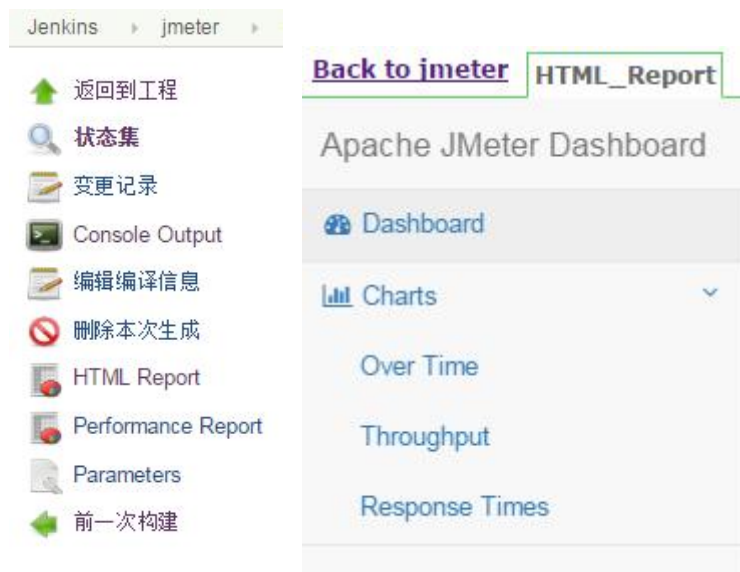 Jenkins jmeter
返回到工程
状态集
变更记录
Console Output
编辑编译信息
删除本次生成
HTML Report
Performance Report
Parameters
前一次构建
Back to jmeter HTML_Report
Apache JMeter Dashboard
Dashboard
Charts
Over Time
Throughput
Response Times